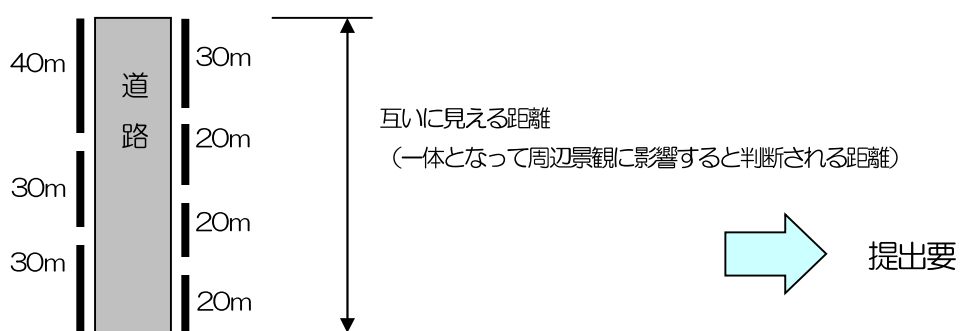 40m
30m
30m
道
路
30m
20m
20m
20m
互いに見える距離
（一体となって周辺景観に影響すると判断される距離）
提出要